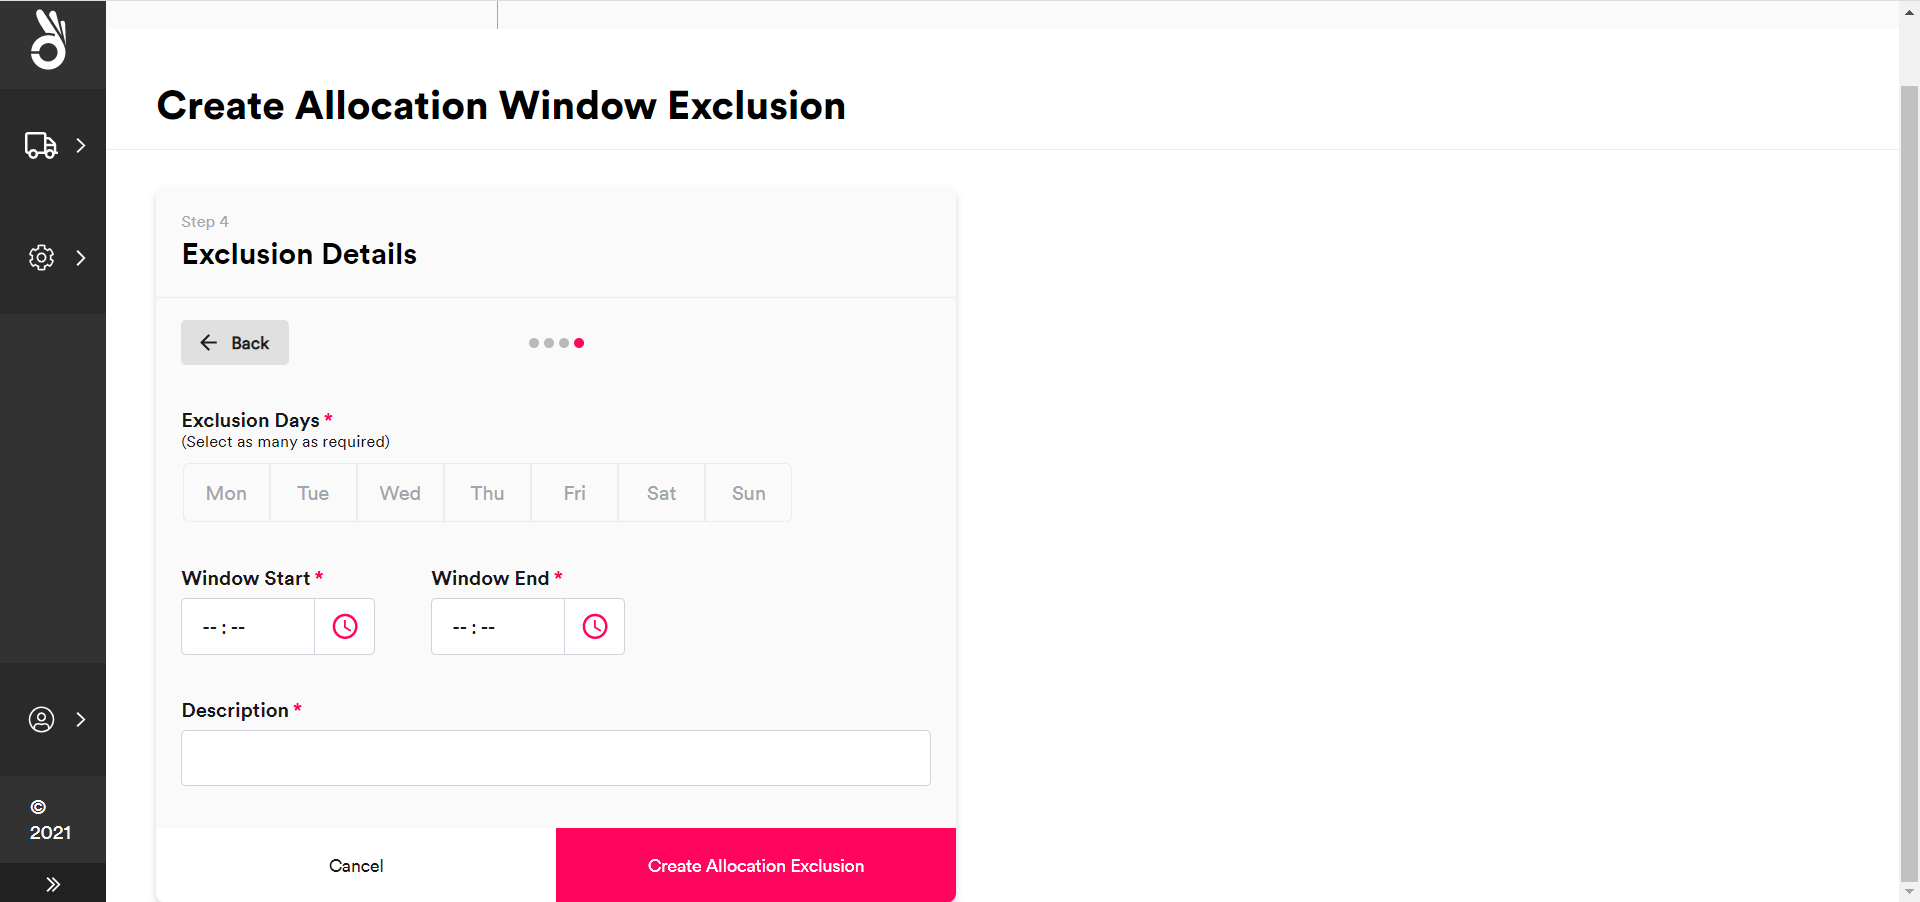 Create Allocation Window Exclusion
Step 4
Exclusion Details
Back
Exclusion Days *
(Select as many as required)
Mon Tue Wed Thu Fri Sat Sun
Window Start * Window End *
-- : -- -- : --
Description *
Cancel Create Allocation Exclusion
©
2021